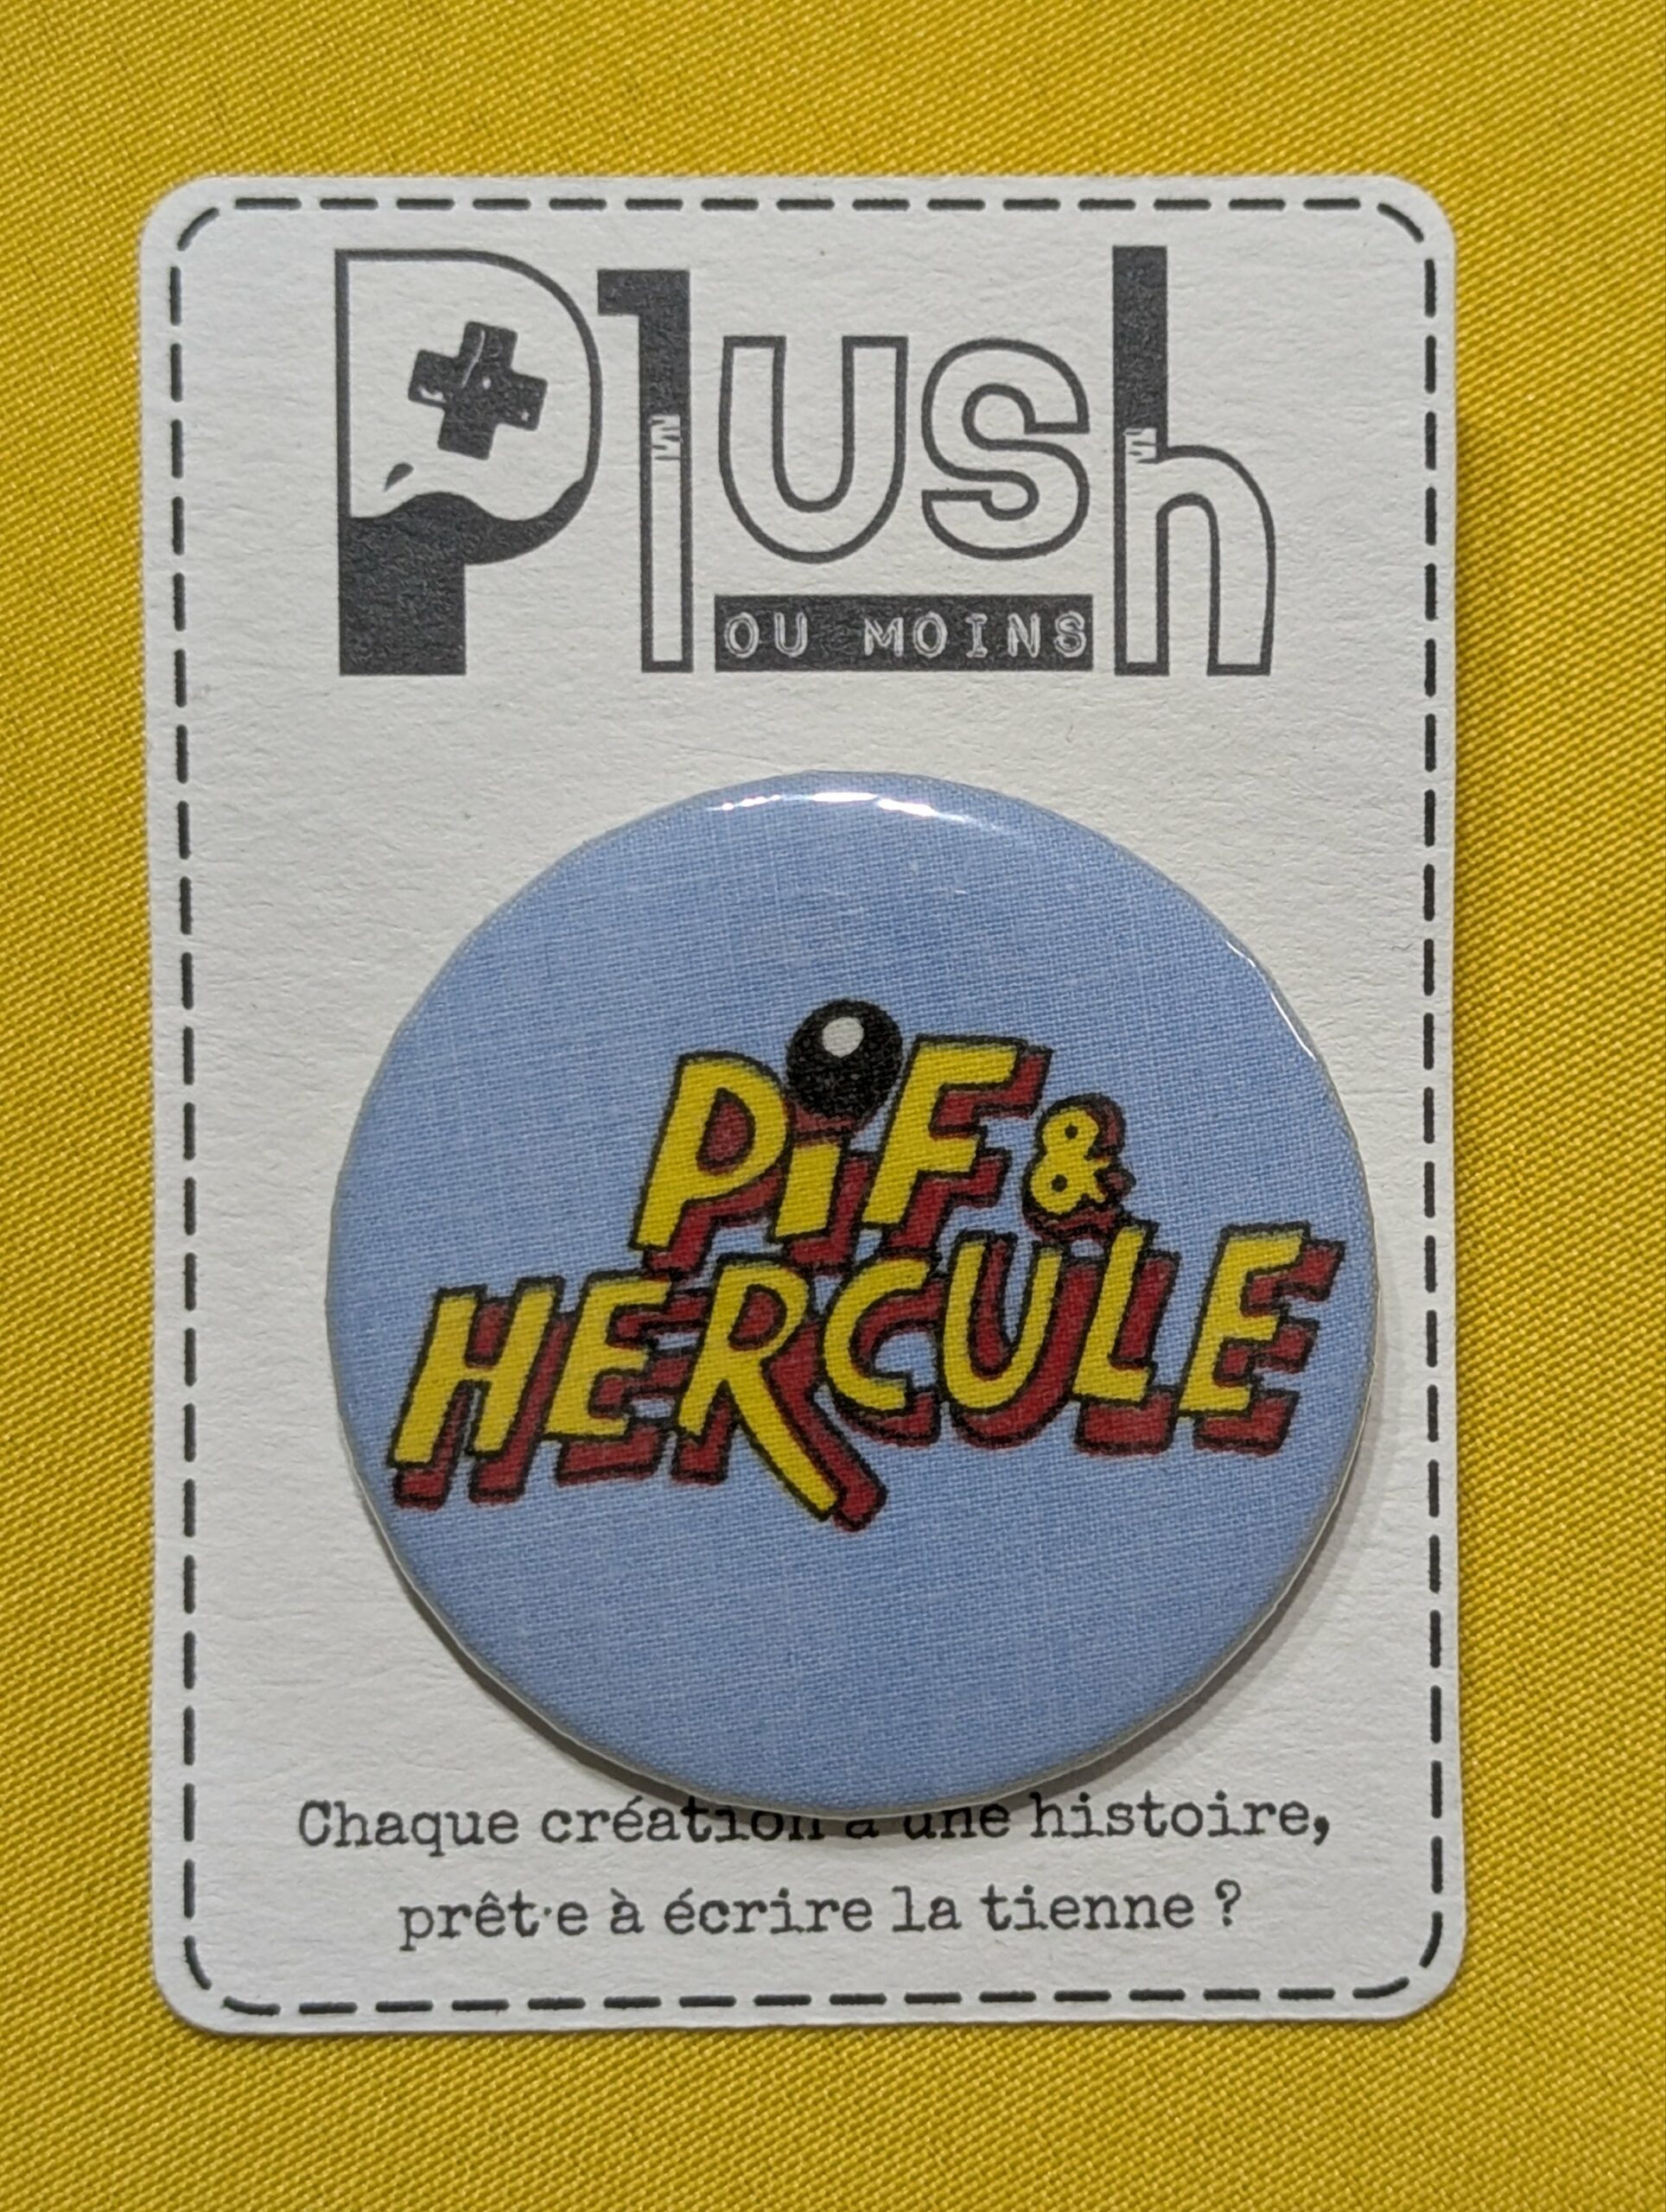 Plush
OU MOINS
PiF &
HERCULE
Chaque création a une histoire,
prêt·e à écrire la tienne ?